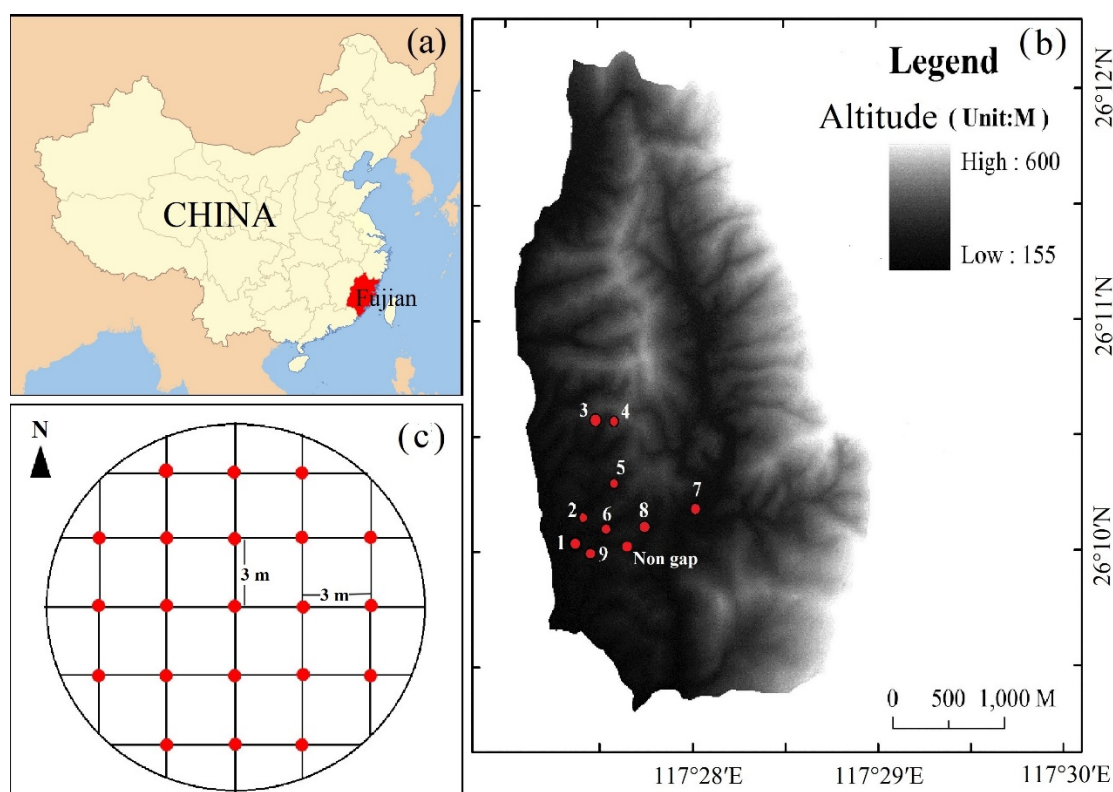 (a)
CHINA
Fujian
(b)
Legend
Altitude ( Unit:M )
High : 600
Low : 155
26°12′N
26°11′N
26°10′N
3
4
5
2
6
8
7
1
9
Non gap
0 500 1,000 M
117°28′E
117°29′E
117°30′E
(c)
N
3 m
3 m